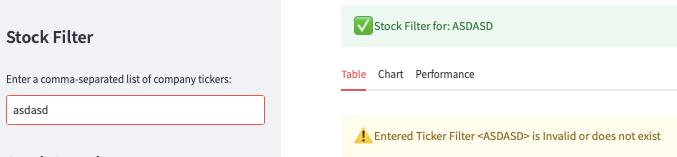 Stock Filter
Enter a comma-separated list of company tickers:
asdasd
✅Stock Filter for: ASDASD
Table Chart Performance
⚠️Entered Ticker Filter <ASDASD> is Invalid or does not exist